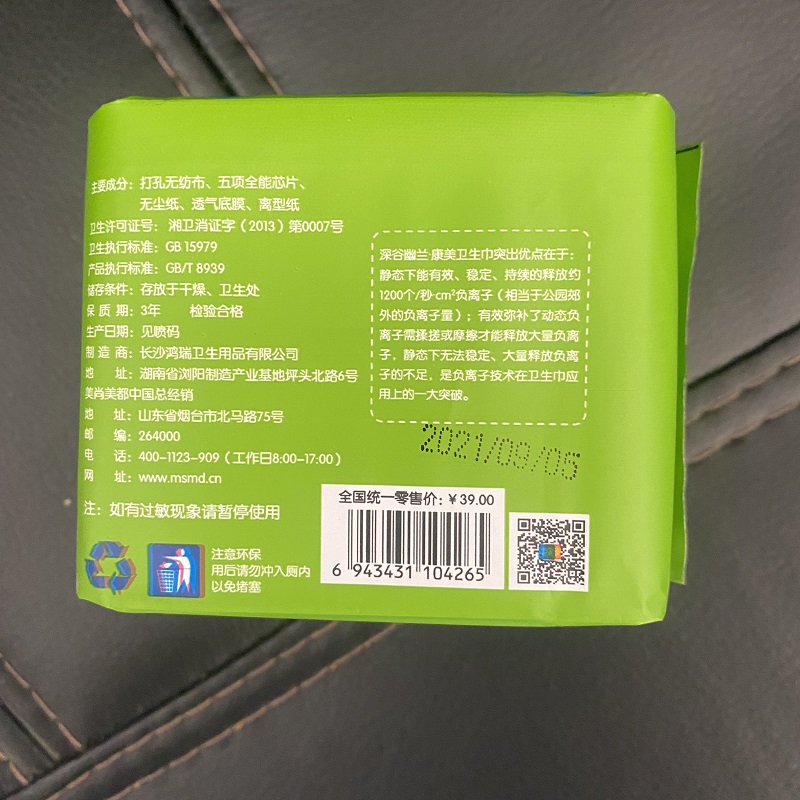 主要成分：打孔无纺布、五项全能芯片、
无尘纸、透气底膜、离型纸
卫生许可证号：湘卫消证字（2013）第0007号
卫生执行标准：GB 15979
产品执行标准：GB/T 8939
储存条件：存放于干燥、卫生处
保质期：3年 检验合格
生产日期：见喷码
制造商：长沙鸿瑞卫生用品有限公司
地址：湖南省浏阳制造产业基地坪头北路6号
美肖美都中国总经销
地址：山东省烟台市北马路75号
邮编：264000
电话：400-1123-909（工作日8:00-17:00）
网址：www.msmd.cn
注：如有过敏现象请暂停使用
注意环保
用后请勿冲入厕内
以免堵塞
深谷幽兰·康美卫生巾突出优点在于：
静态下能有效、稳定、持续的释放约
1200个/秒·cm²负离子（相当于公园郊
外的负离子量）；有效弥补了动态负
离子需揉搓或摩擦才能释放大量负离
子，静态下无法稳定、大量释放负离
子的不足，是负离子技术在卫生巾应
用上的一大突破。
2021/09/05
全国统一零售价：￥39.00
6 943431 104265